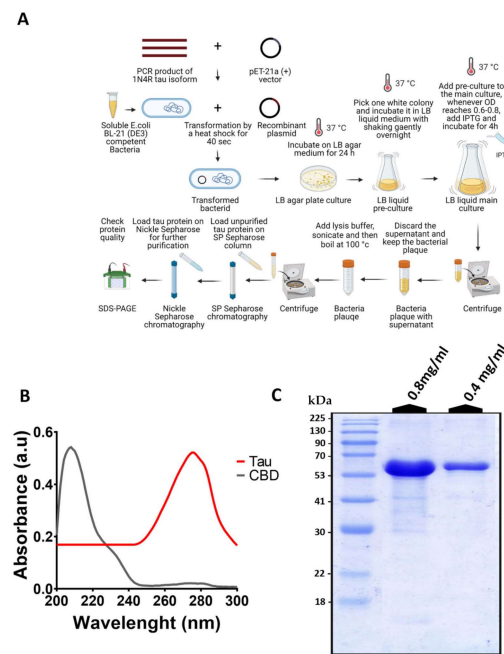 A
37 °C
PCR product of
1N4R tau isoform
pET-21a (+)
vector
37 °C
Pick one white colony
and incubate it in LB
liquid medium with
shaking gaently
overnight
37 °C
Add pre-culture to
the main culture,
whenever OD
reaches 0.6-0.8,
add IPTG and
incubate for 4h
Soluble E.coli
BL-21 (DE3)
competent
Bacteria
Transformation by
a heat shock for
40 sec
Recombinant
plasmid
Incubate on LB agar
medium for 24 h
IPT
Transformed
bacteriod
LB agar plate culture
LB liquid
pre-culture
LB liquid main
culture
Check
protein
quality
Load tau protein on
Nickle Sepharose
for further
purification
Load unpurified
tau protein on
SP Sepharose
column
Add lysis buffer,
sonicate and then
boil at 100 °c
Discard the
supernatant and
keep the bacterial
plaque
SDS-PAGE
Nickle
Sepharose
chromatography
SP Sepharose
chromatography
Centrifuge
Bacteria
plauqe
Bacteria
plaque with
supernatant
Centrifuge
B
Absorbance (a.u)
0.6
0.4
0.2
0.0
200 220 240 260 280 300
Wavelenght (nm)
Tau
CBD
C
kDa
0.8mg/ml
0.4 mg/ml
225
130
90
70
53
41
30
22
18